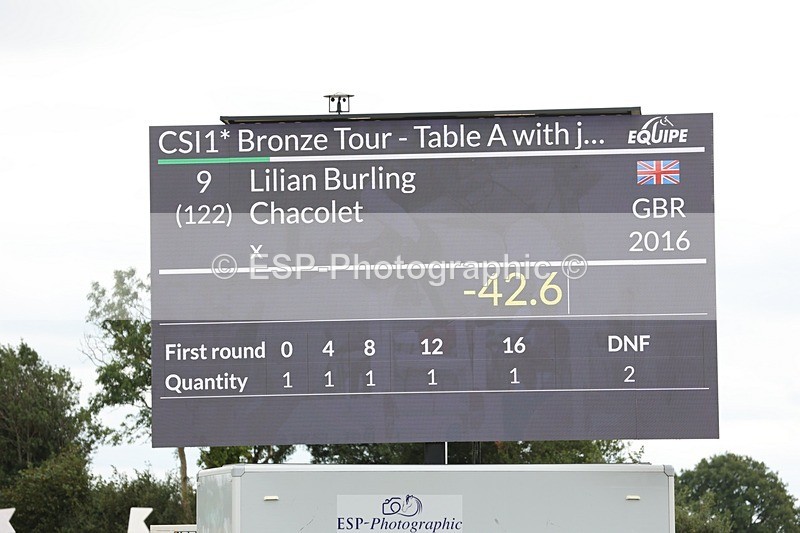 CSI1* Bronze Tour - Table A with j... EQUIPE
9 Lilian Burling
(122) Chacolet GBR
x 2016
© ESP-Photographic ©
-42.6
First round 0 4 8 12 16 DNF
Quantity 1 1 1 1 1 2
ESP-Photographic